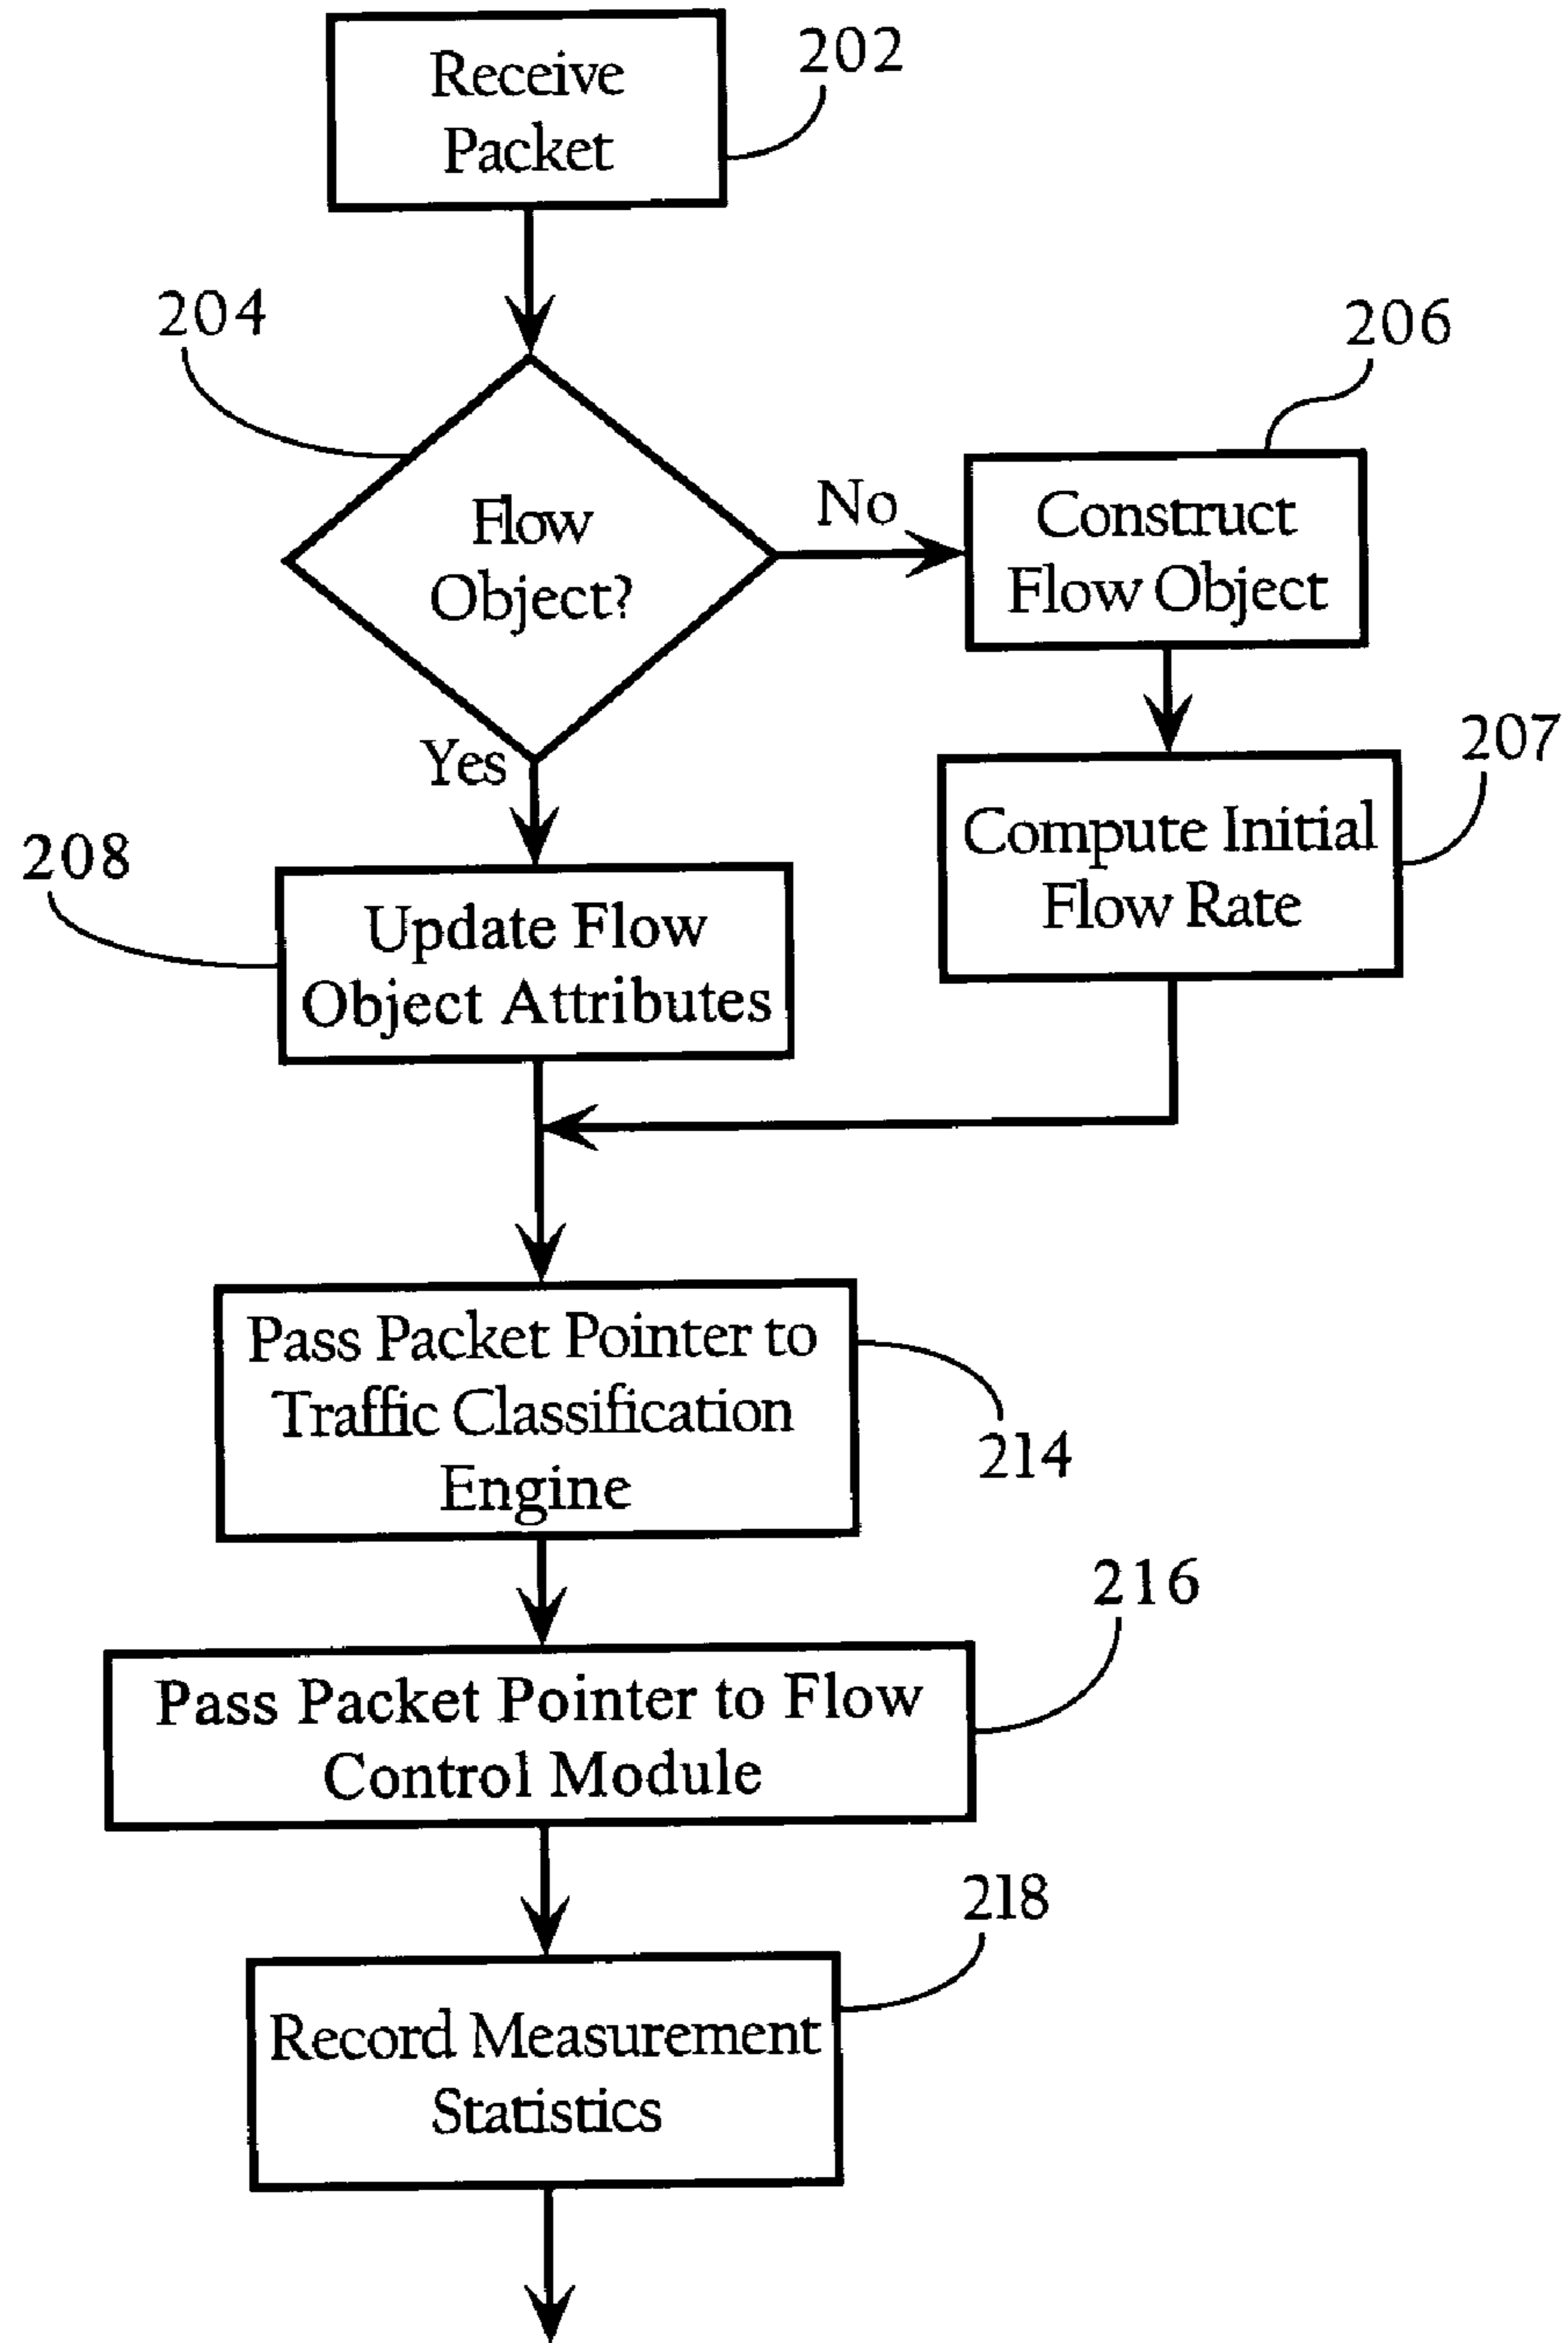 Receive
Packet
202
204
Flow
Object?
No
206
Construct
Flow Object
Yes
207
Compute Initial
Flow Rate
208
Update Flow
Object Attributes
Pass Packet Pointer to
Traffic Classification
Engine
214
216
Pass Packet Pointer to Flow
Control Module
218
Record Measurement
Statistics